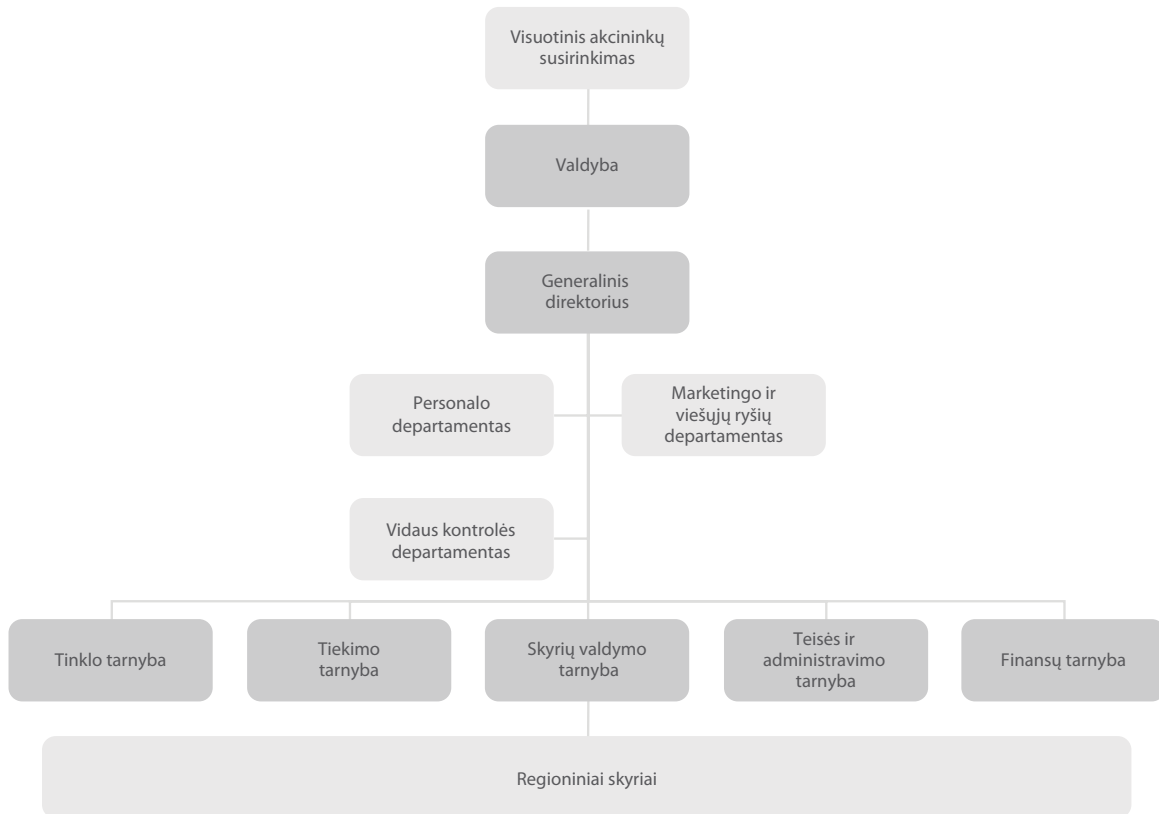 Visuotinis akcininkų
susirinkimas
Valdyba
Generalinis
direktorius
Personalo
departamentas
Marketingo ir
viešųjų ryšių
departamentas
Vidaus kontrolės
departamentas
Tinklo tarnyba
Tiekimo
tarnyba
Skyrių valdymo
tarnyba
Teisės ir
administravimo
tarnyba
Finansų tarnyba
Regioniniai skyriai